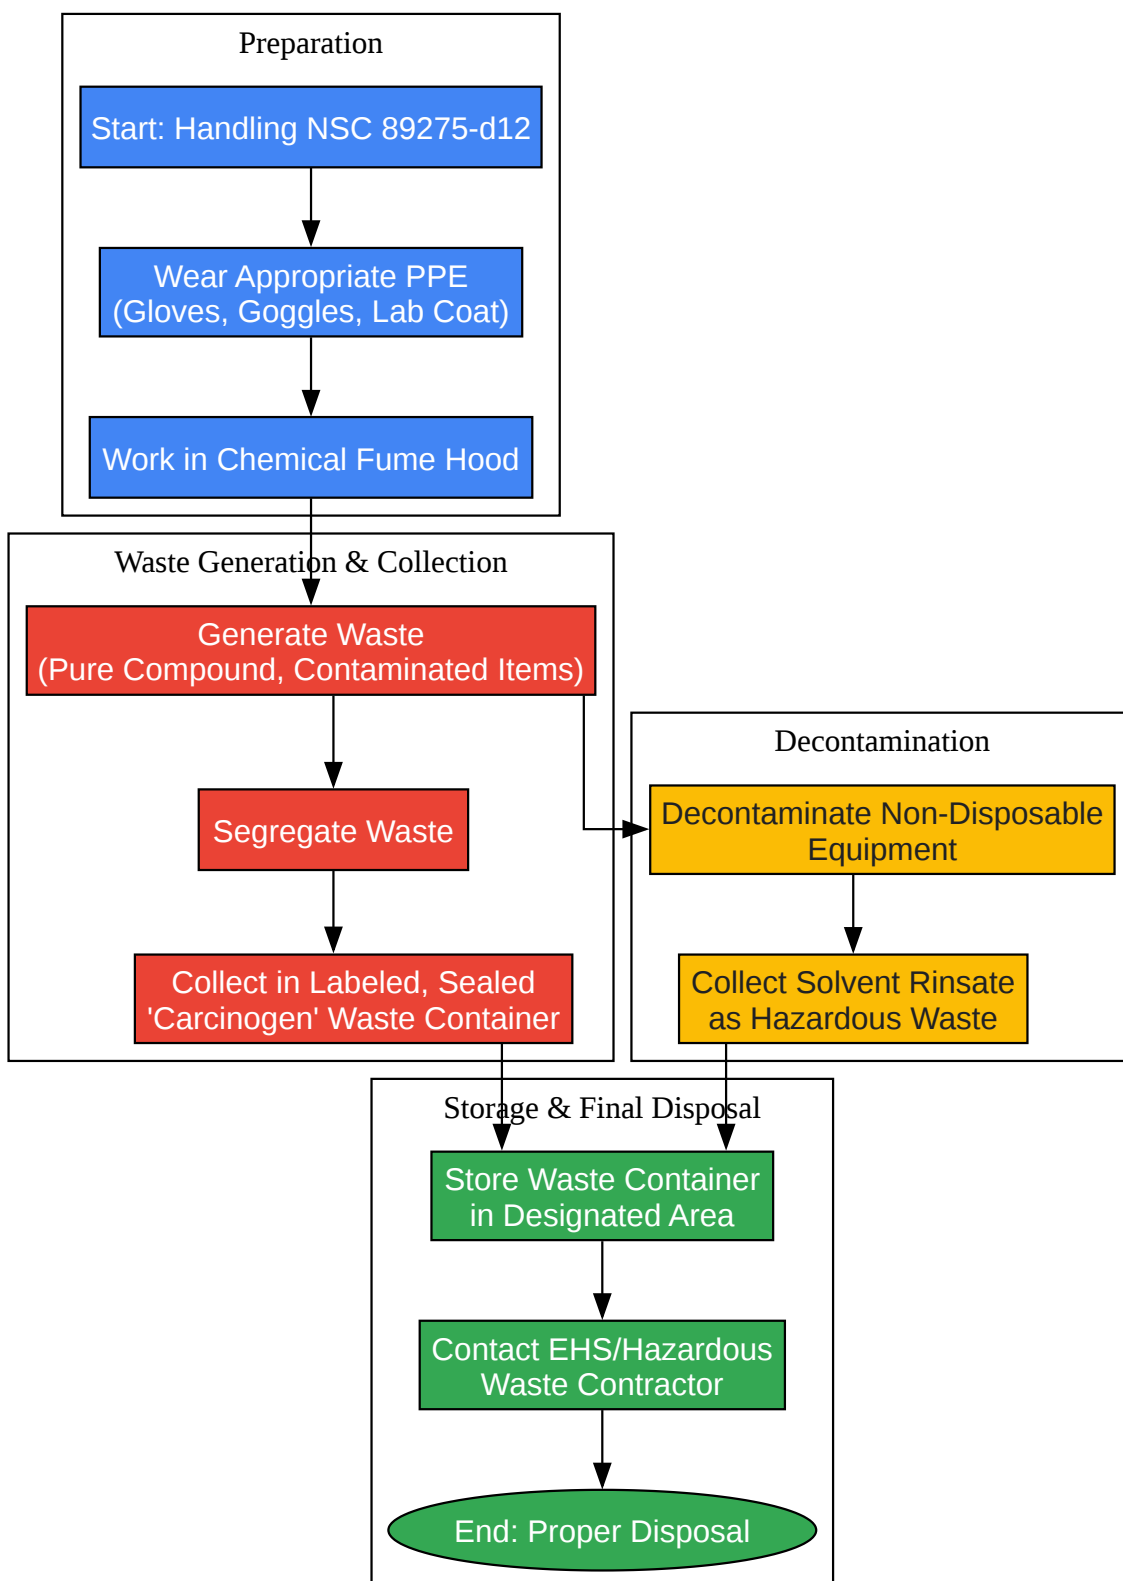 Preparation
Start: Handling NSC 89275-d12
Wear Appropriate PPE
(Gloves, Goggles, Lab Coat)
Work in Chemical Fume Hood
Waste Generation & Collection
Generate Waste
(Pure Compound, Contaminated Items)
Segregate Waste
Collect in Labeled, Sealed
'Carcinogen' Waste Container
Decontamination
Decontaminate Non-Disposable
Equipment
Collect Solvent Rinsate
as Hazardous Waste
Storage & Final Disposal
Store Waste Container
in Designated Area
Contact EHS/Hazardous
Waste Contractor
End: Proper Disposal